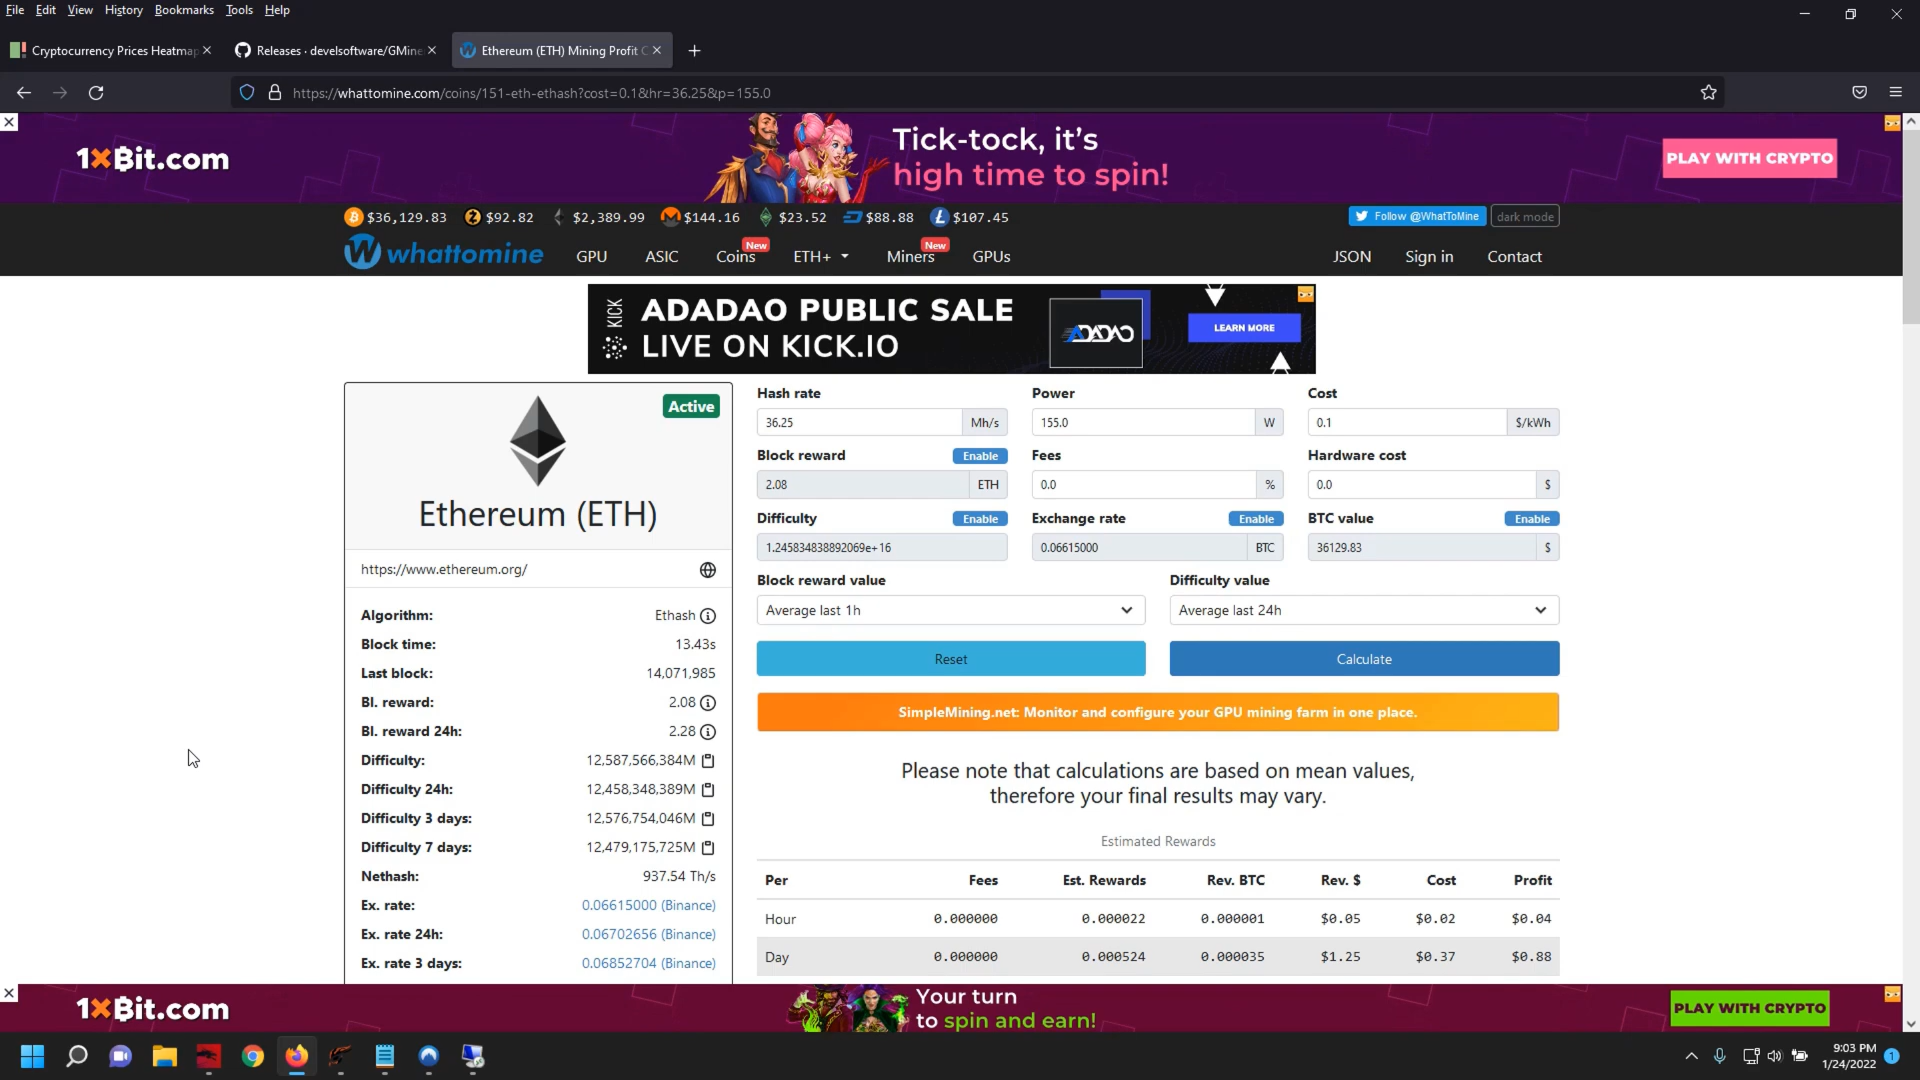 File Edit View History Bookmarks Tools Help
Cryptocurrency Prices Heatmap
Releases · develsoftware/GMine
Ethereum (ETH) Mining Profit C
https://whattomine.com/coins/151-eth-ethash?cost=0.1&hr=36.25&p=155.0
1xBit.com
Tick-tock, it's
high time to spin!
PLAY WITH CRYPTO
$36,129.83 $92.82 $2,389.99 $144.16 $23.52 $88.88 $107.45
Follow @WhatToMine dark mode
whattomine
GPU ASIC Coins New ETH+ Miners New GPUs
JSON Sign in Contact
KICK
ADADAO PUBLIC SALE
LIVE ON KICK.IO
ADADAO
LEARN MORE
Active
Ethereum (ETH)
https://www.ethereum.org/
Algorithm: Ethash
Block time: 13.43s
Last block: 14,071,985
Bl. reward: 2.08
Bl. reward 24h: 2.28
Difficulty: 12,587,566,384M
Difficulty 24h: 12,458,348,389M
Difficulty 3 days: 12,576,754,046M
Difficulty 7 days: 12,479,175,725M
Nethash: 937.54 Th/s
Ex. rate: 0.06615000 (Binance)
Ex. rate 24h: 0.06702656 (Binance)
Ex. rate 3 days: 0.06852704 (Binance)
Hash rate Power Cost
36.25 Mh/s 155.0 W 0.1 $/kWh
Block reward Enable Fees Hardware cost
2.08 ETH 0.0 % 0.0 $
Difficulty Enable Exchange rate Enable BTC value Enable
1.245834838892069e+16 0.06615000 BTC 36129.83 $
Block reward value Difficulty value
Average last 1h Average last 24h
Reset Calculate
SimpleMining.net: Monitor and configure your GPU mining farm in one place.
Please note that calculations are based on mean values,
therefore your final results may vary.
Estimated Rewards
Per Fees Est. Rewards Rev. BTC Rev. $ Cost Profit
Hour 0.000000 0.000022 0.000001 $0.05 $0.02 $0.04
Day 0.000000 0.000524 0.000035 $1.25 $0.37 $0.88
1xBit.com
Your turn
to spin and earn!
PLAY WITH CRYPTO
9:03 PM
1/24/2022
1